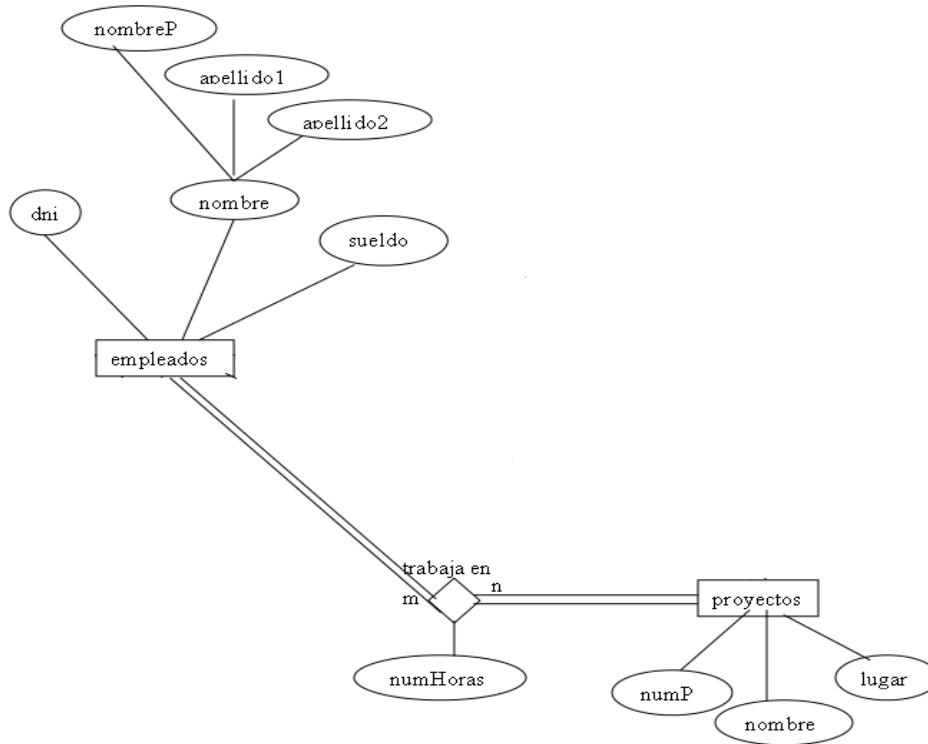 nombreP
apellido1
apellido2
nombre
dni
sueldo
empleados
trabaja en
m
n
proyectos
numHoras
numP
nombre
lugar